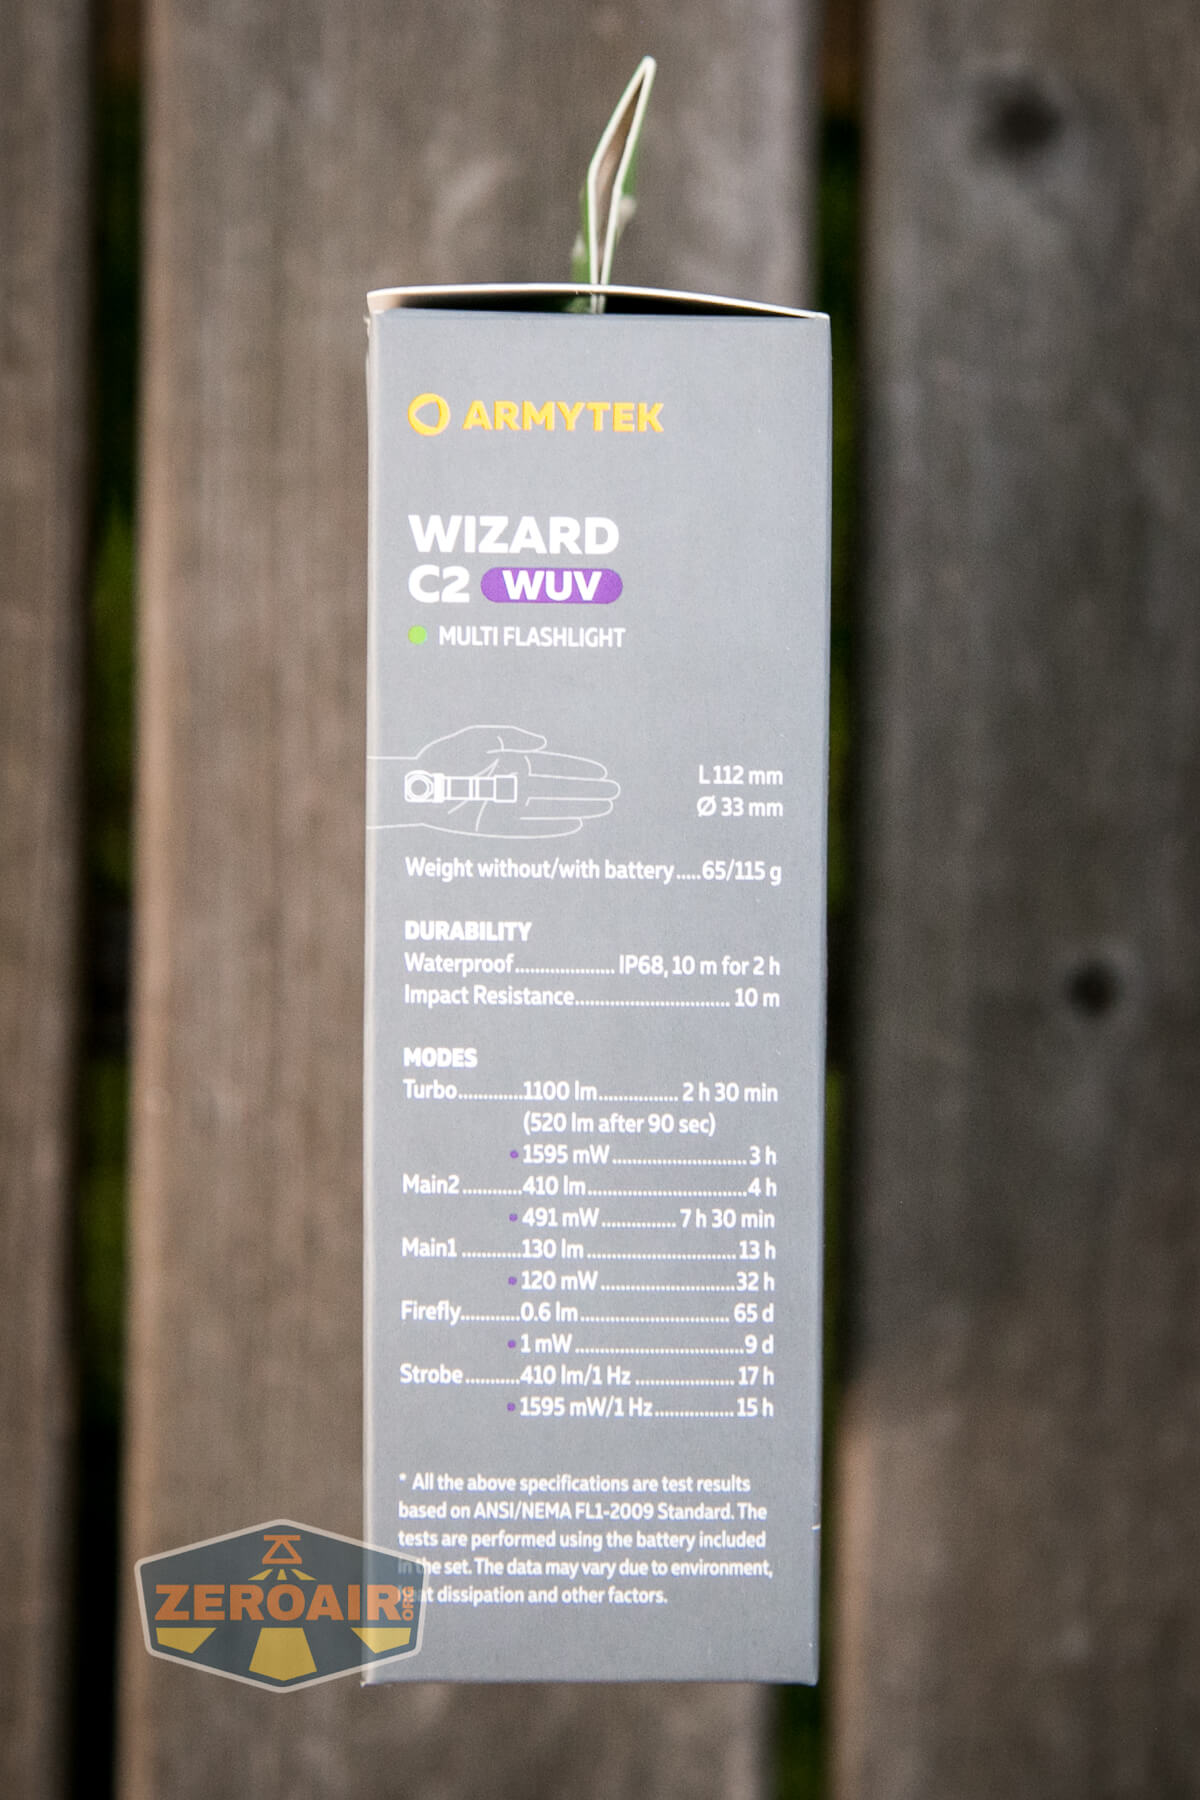 ARMYTEK
WIZARD
C2 WUV
MULTI FLASHLIGHT
L 112 mm
Ø 33 mm
Weight without/with battery.....65/115 g
DURABILITY
Waterproof.................... IP68, 10 m for 2 h
Impact Resistance............................... 10 m
MODES
Turbo.............1100 lm................ 2 h 30 min
(520 lm after 90 sec)
• 1595 mW...........................3 h
Main2 ............410 lm................................4 h
• 491 mW............... 7 h 30 min
Main1 ............130 lm.............................. 13 h
• 120 mW...........................32 h
Firefly............0.6 lm.............................. 65 d
• 1 mW..................................9 d
Strobe...........410 lm/1 Hz .................... 17 h
• 1595 mW/1 Hz................15 h
* All the above specifications are test results
based on ANSI/NEMA FL1-2009 Standard. The
tests are performed using the battery included
in the set. The data may vary due to environment,
heat dissipation and other factors.
ZEROAIR.ORG